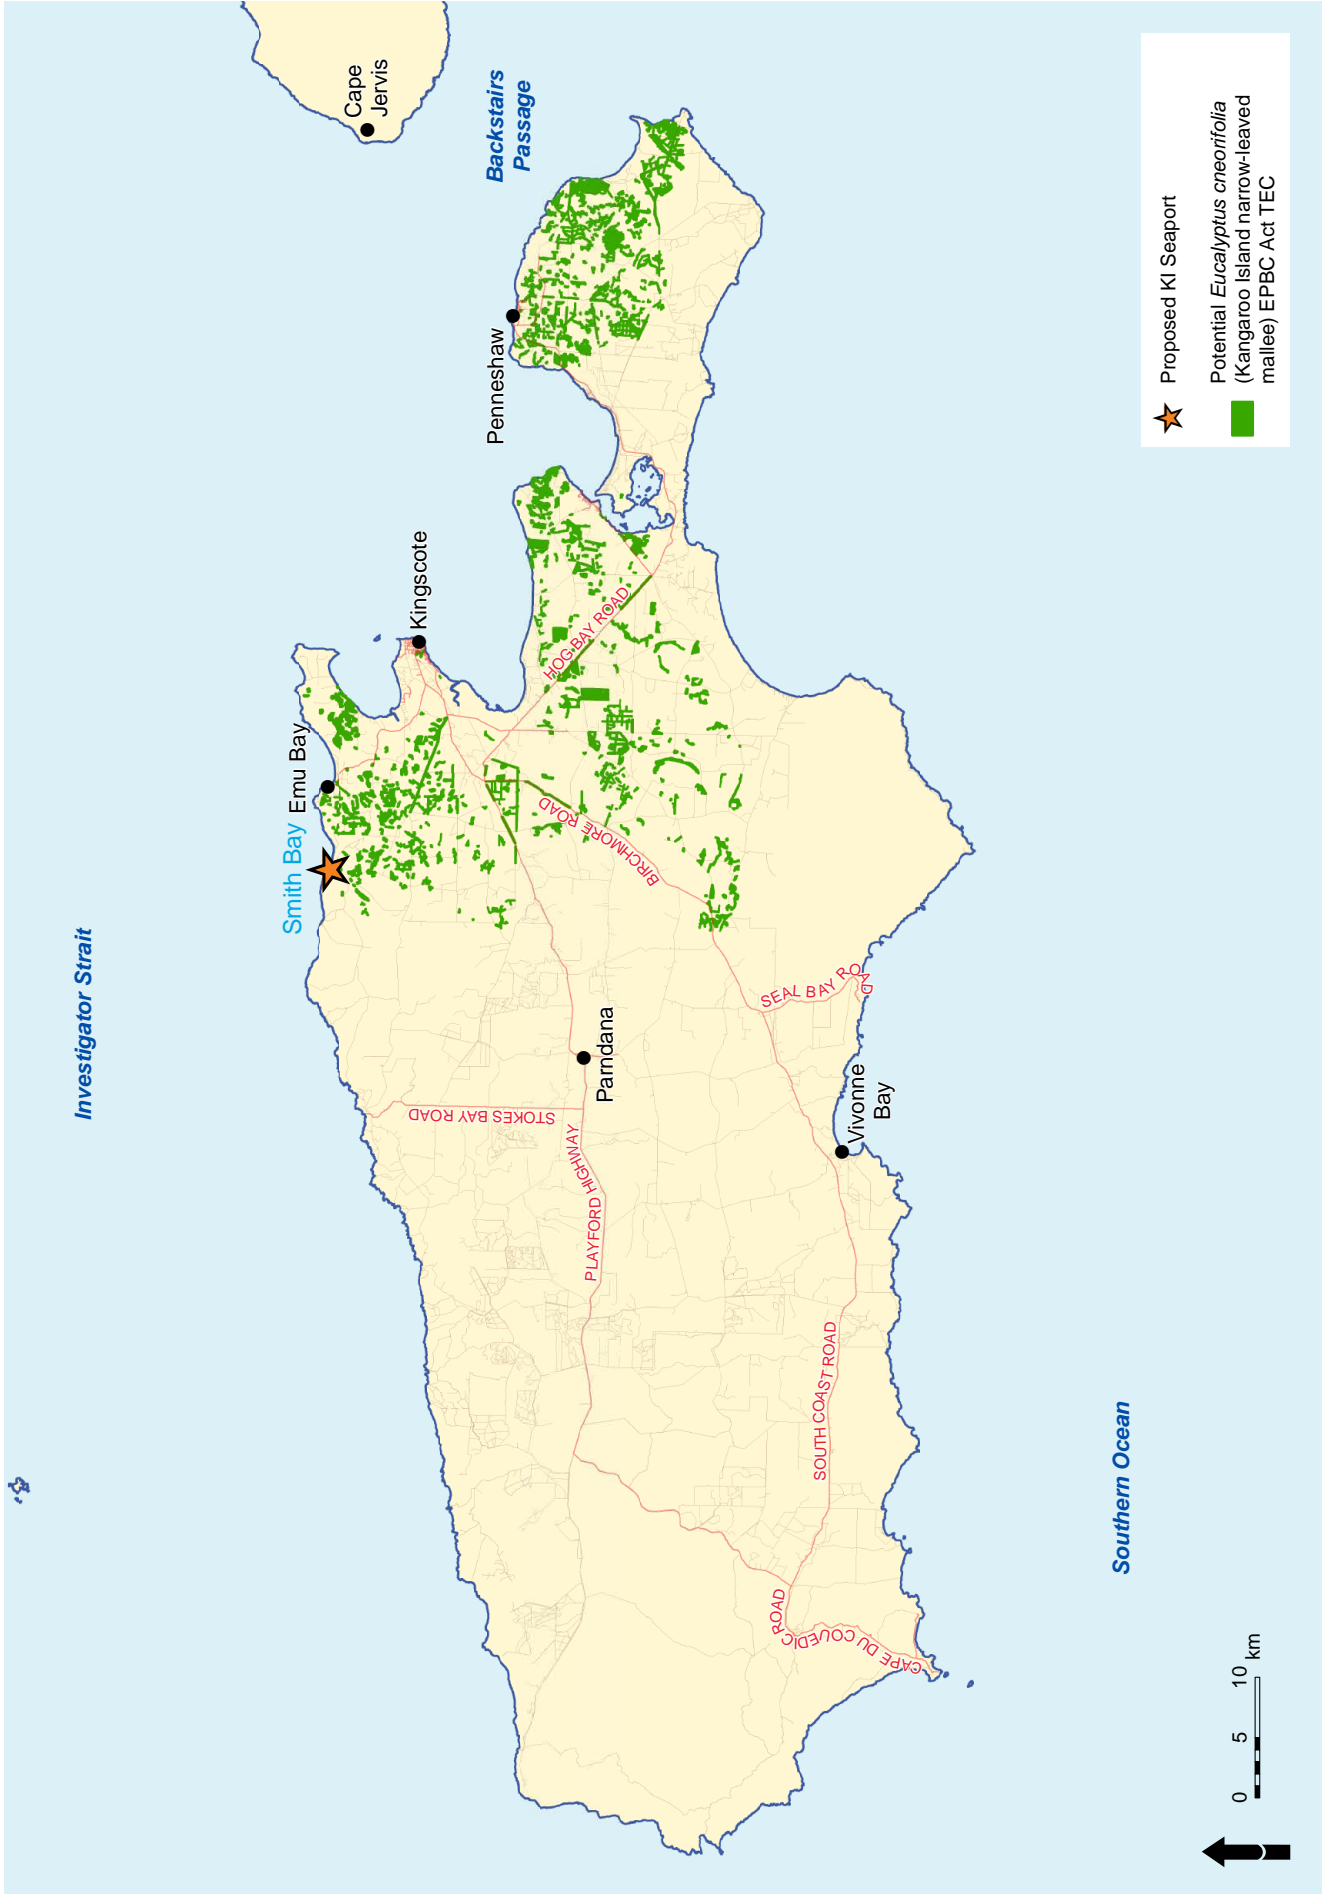 Investigator Strait
Smith Bay
Emu Bay
Kingscote
Cape
Jervis
Backstairs
Passage
Penneshaw
HOG BAY ROAD
BIRCHMORE ROAD
STOKES BAY ROAD
PLAYFORD HIGHWAY
Parndana
SEAL BAY ROAD
Vivonne
Bay
SOUTH COAST ROAD
CAPE DU COUEDIC ROAD
Southern Ocean
0 5 10
km
Proposed KI Seaport
Potential Eucalyptus cneorifolia
(Kangaroo Island narrow-leaved
mallee) EPBC Act TEC